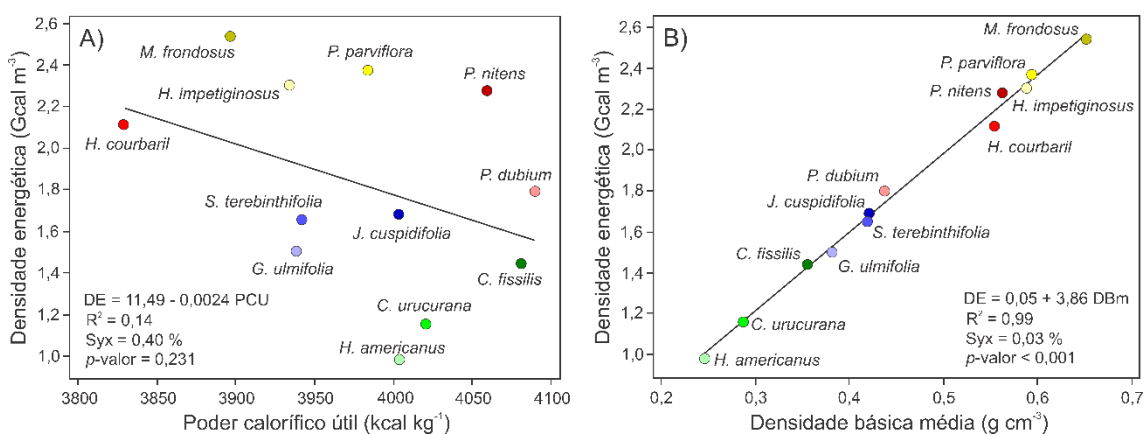 A)
Densidade energética (Gcal m⁻³)
2,6
2,4
2,2
2,0
1,8
1,6
1,4
1,2
1,0
M. frondosus
P. parviflora
P. nitens
H. impetiginosus
H. courbaril
P. dubium
S. terebinthifolia
J. cuspidifolia
G. ulmifolia
C. fissilis
C. urucurana
H. americanus
DE = 11,49 - 0,0024 PCU
R² = 0,14
Syx = 0,40 %
p-valor = 0,231
3800 3850 3900 3950 4000 4050 4100
Poder calorífico útil (kcal kg⁻¹)
B)
Densidade energética (Gcal m⁻³)
2,6
2,4
2,2
2,0
1,8
1,6
1,4
1,2
1,0
M. frondosus
P. parviflora
P. nitens
H. impetiginosus
H. courbaril
P. dubium
J. cuspidifolia
S. terebinthifolia
C. fissilis
G. ulmifolia
C. urucurana
H. americanus
DE = 0,05 + 3,86 DBm
R² = 0,99
Syx = 0,03 %
p-valor < 0,001
0,2 0,3 0,4 0,5 0,6 0,7
Densidade básica média (g cm⁻³)